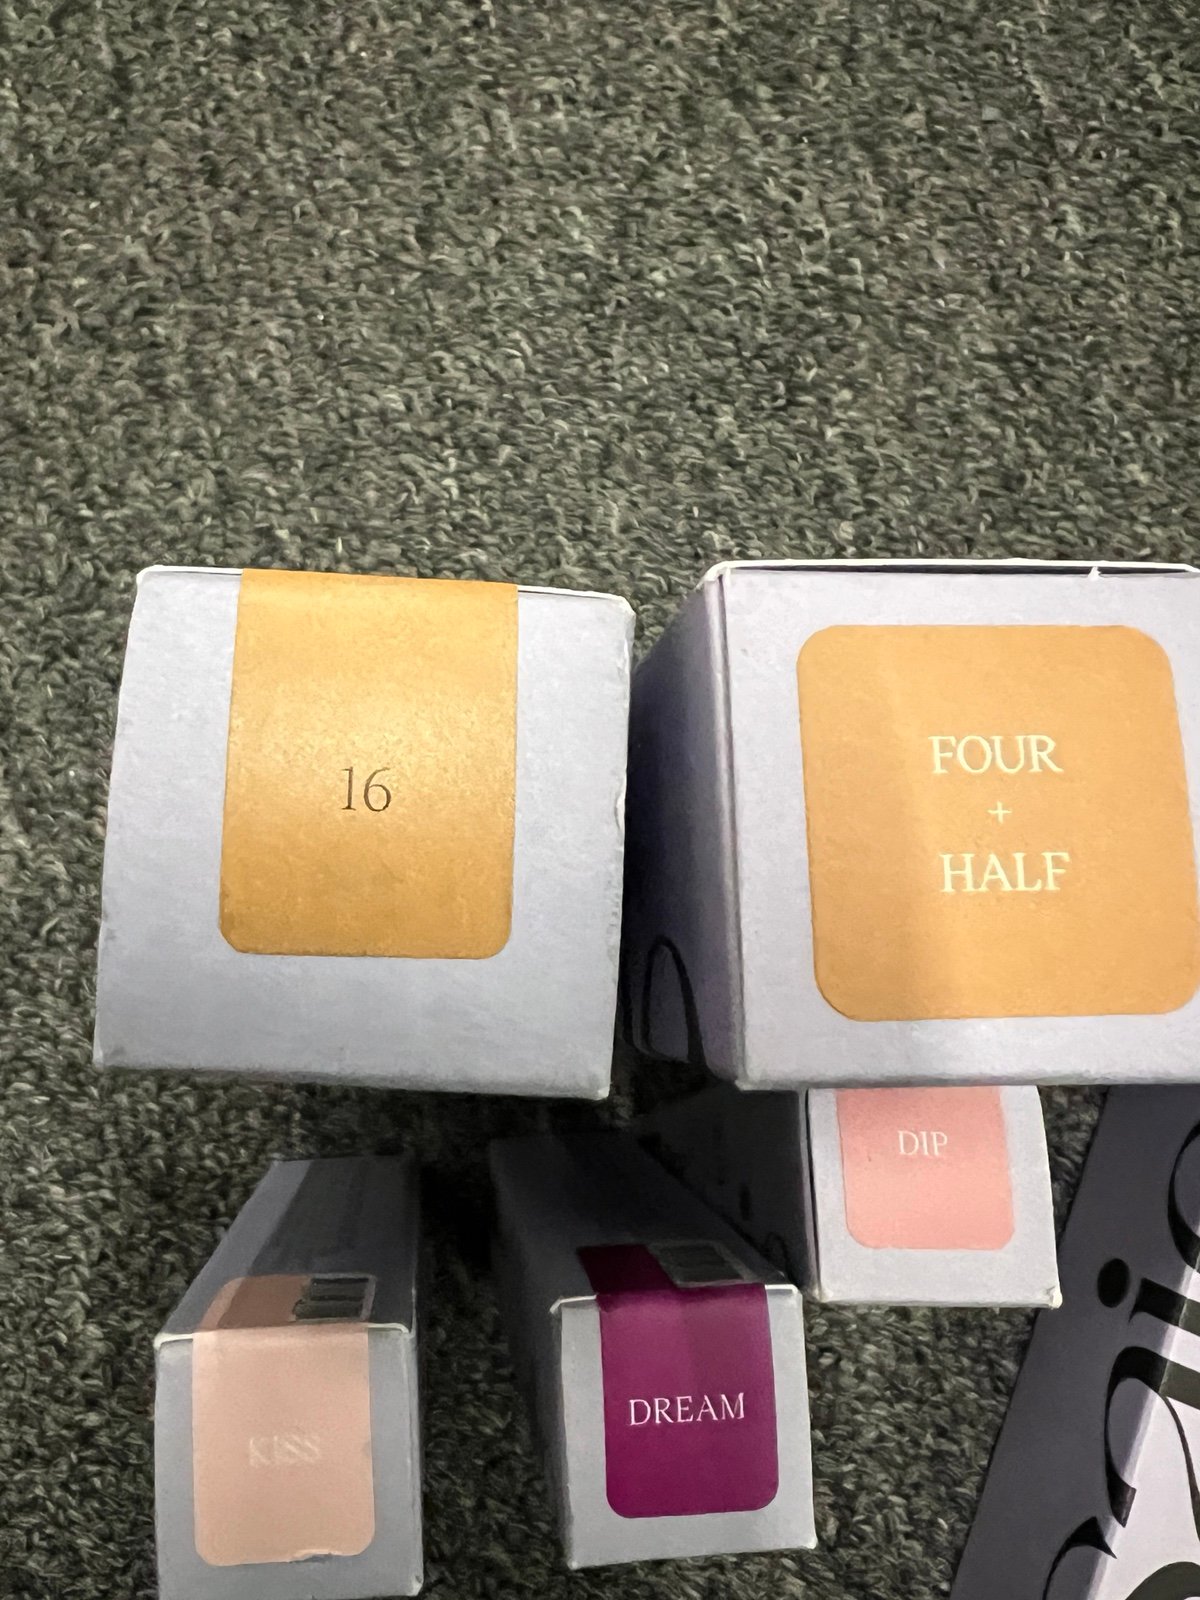 16
FOUR
+
HALF
DIP
KISS
DREAM